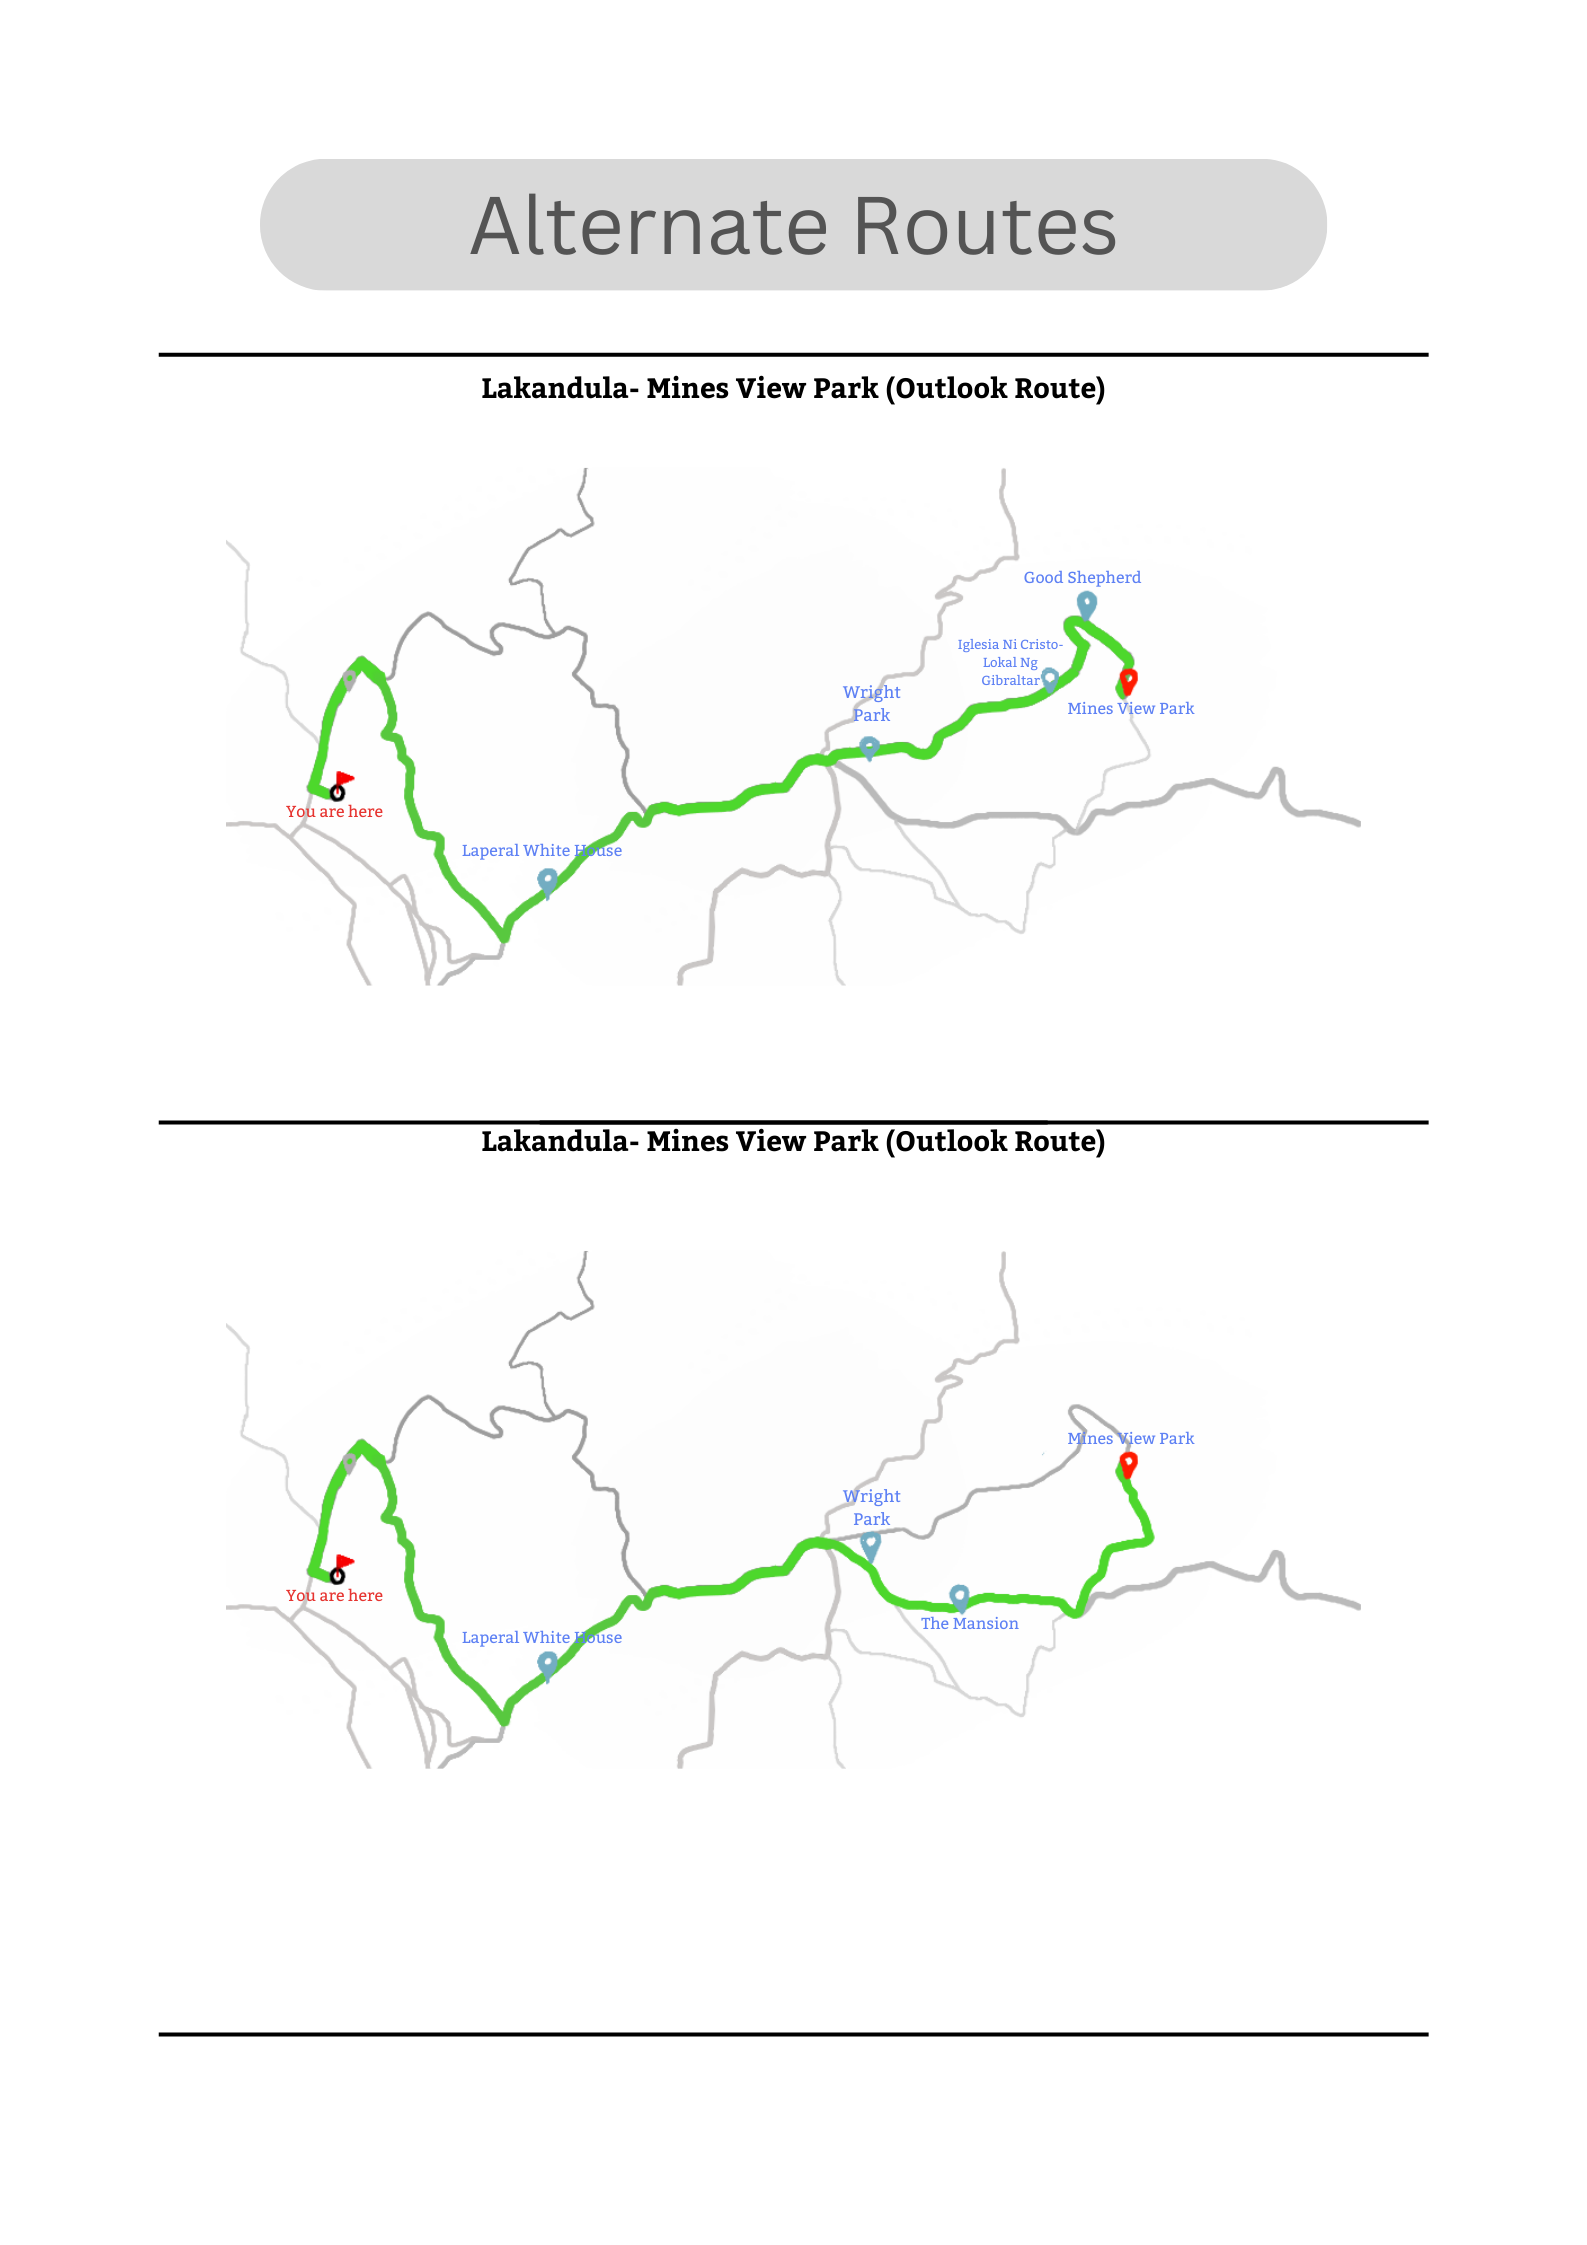 Alternate Routes
Lakandula- Mines View Park (Outlook Route)
Good Shepherd
Iglesia Ni Cristo-
Lokal Ng
Gibraltar
Wright
Park
Mines View Park
You are here
Laperal White House
Lakandula- Mines View Park (Outlook Route)
Mines View Park
Wright
Park
You are here
The Mansion
Laperal White House